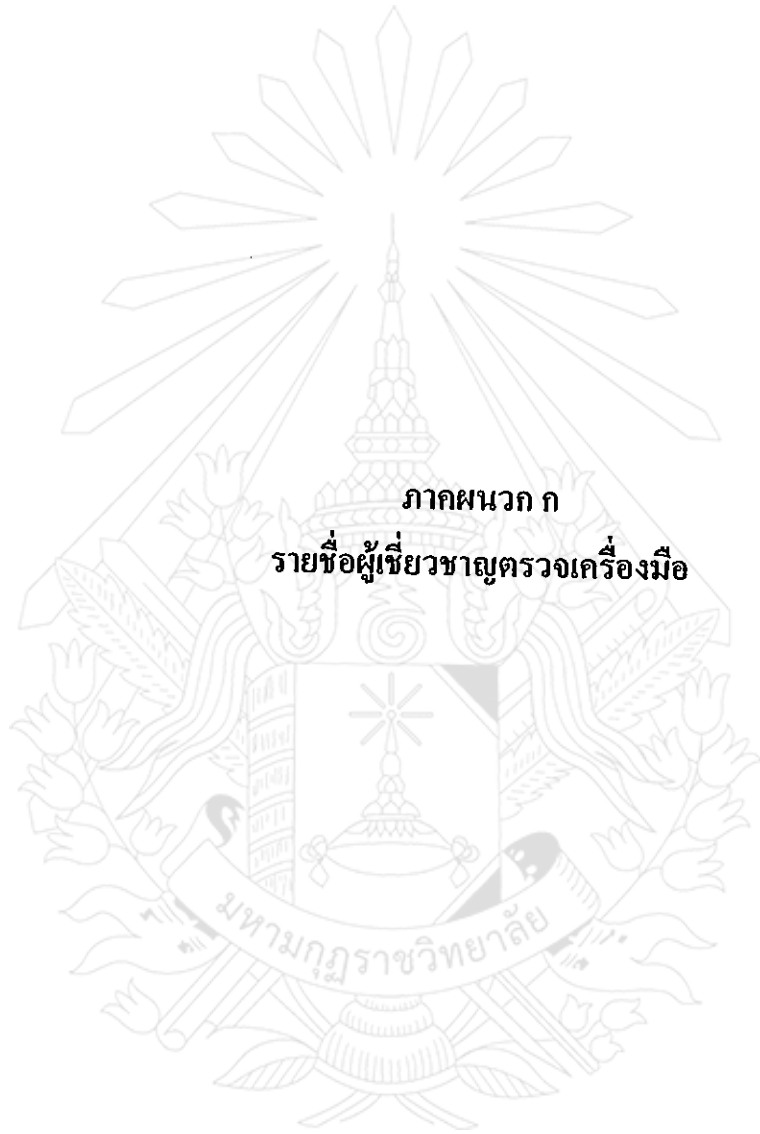 ภาคผนวก ก
รายชื่อผู้เชี่ยวชาญตรวจเครื่องมือ
มหามกุฏราชวิทยาลัย